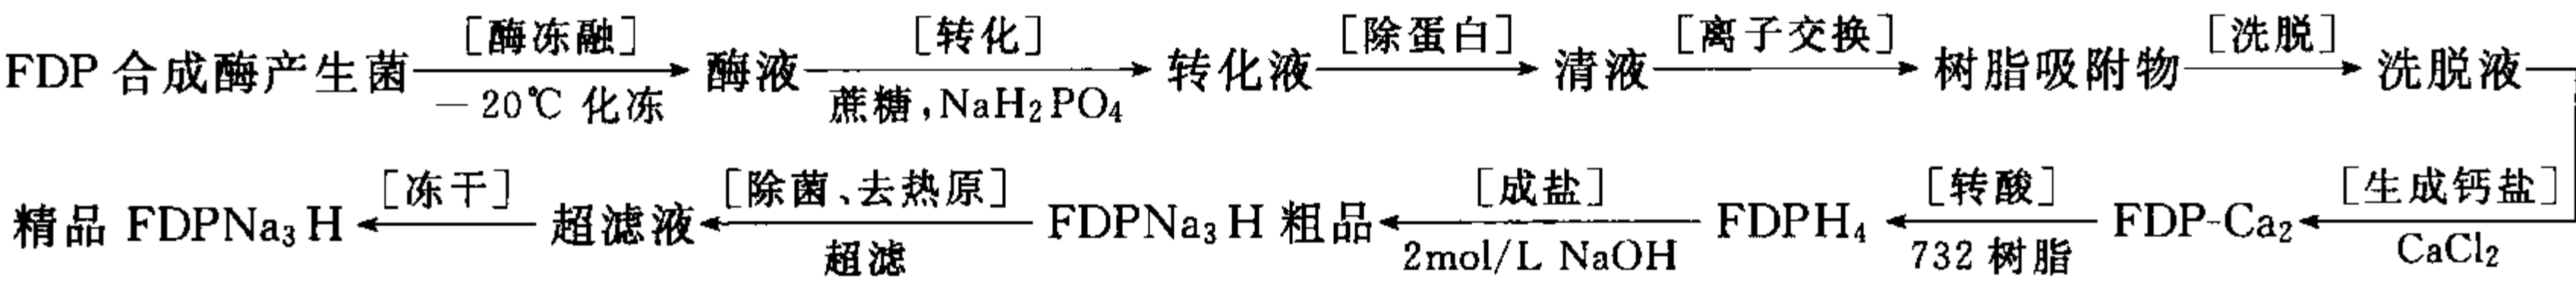 [酶冻融] [转化] [除蛋白] [离子交换] [洗脱]
FDP 合成酶产生菌 酶液 转化液 清液 树脂吸附物 洗脱液
－20℃ 化冻 蔗糖,NaH₂PO₄
[冻干] [除菌、去热原] [成盐] [转酸] [生成钙盐]
精品 FDPNa₃H 超滤液 FDPNa₃H 粗品 FDPH₄ FDP-Ca₂
超滤 2mol/L NaOH 732 树脂 CaCl₂